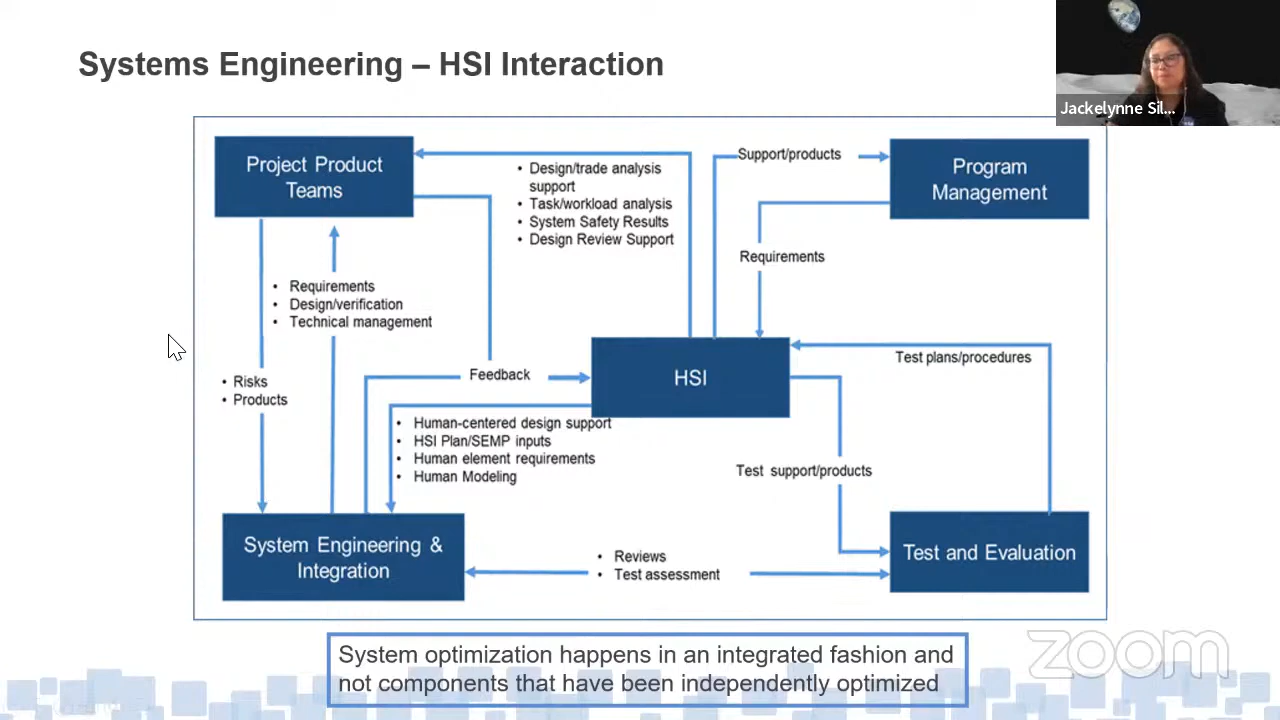 Systems Engineering – HSI Interaction
Jackelynne Sil...
Project Product
Teams
• Design/trade analysis
support
• Task/workload analysis
• System Safety Results
• Design Review Support
Support/products
Program
Management
Requirements
• Requirements
• Design/verification
• Technical management
• Risks
• Products
Feedback
HSI
Test plans/procedures
• Human-centered design support
• HSI Plan/SEMP inputs
• Human element requirements
• Human Modeling
Test support/products
System Engineering &
Integration
• Reviews
• Test assessment
Test and Evaluation
System optimization happens in an integrated fashion and
not components that have been independently optimized
zoom